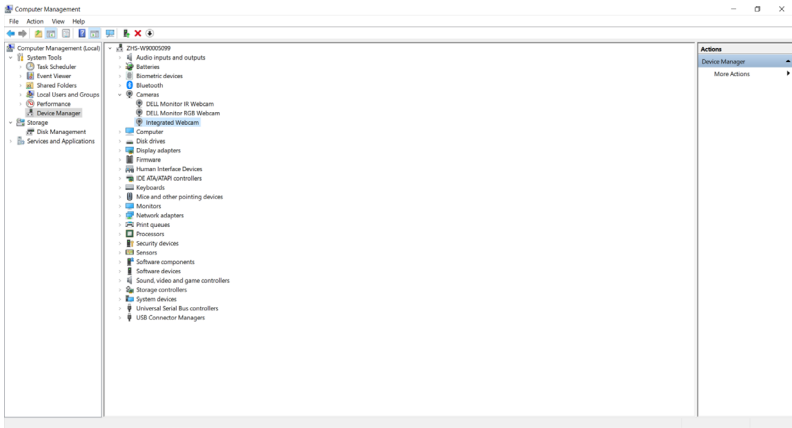 Computer Management
File Action View Help
Computer Management (Local)
System Tools
Task Scheduler
Event Viewer
Shared Folders
Local Users and Groups
Performance
Device Manager
Storage
Disk Management
Services and Applications
ZHS-W90005099
Audio inputs and outputs
Batteries
Biometric devices
Bluetooth
Cameras
DELL Monitor IR Webcam
DELL Monitor RGB Webcam
Integrated Webcam
Computer
Disk drives
Display adapters
Firmware
Human Interface Devices
IDE ATA/ATAPI controllers
Keyboards
Mice and other pointing devices
Monitors
Network adapters
Print queues
Processors
Security devices
Sensors
Software components
Software devices
Sound, video and game controllers
Storage controllers
System devices
Universal Serial Bus controllers
USB Connector Managers
Actions
Device Manager
More Actions